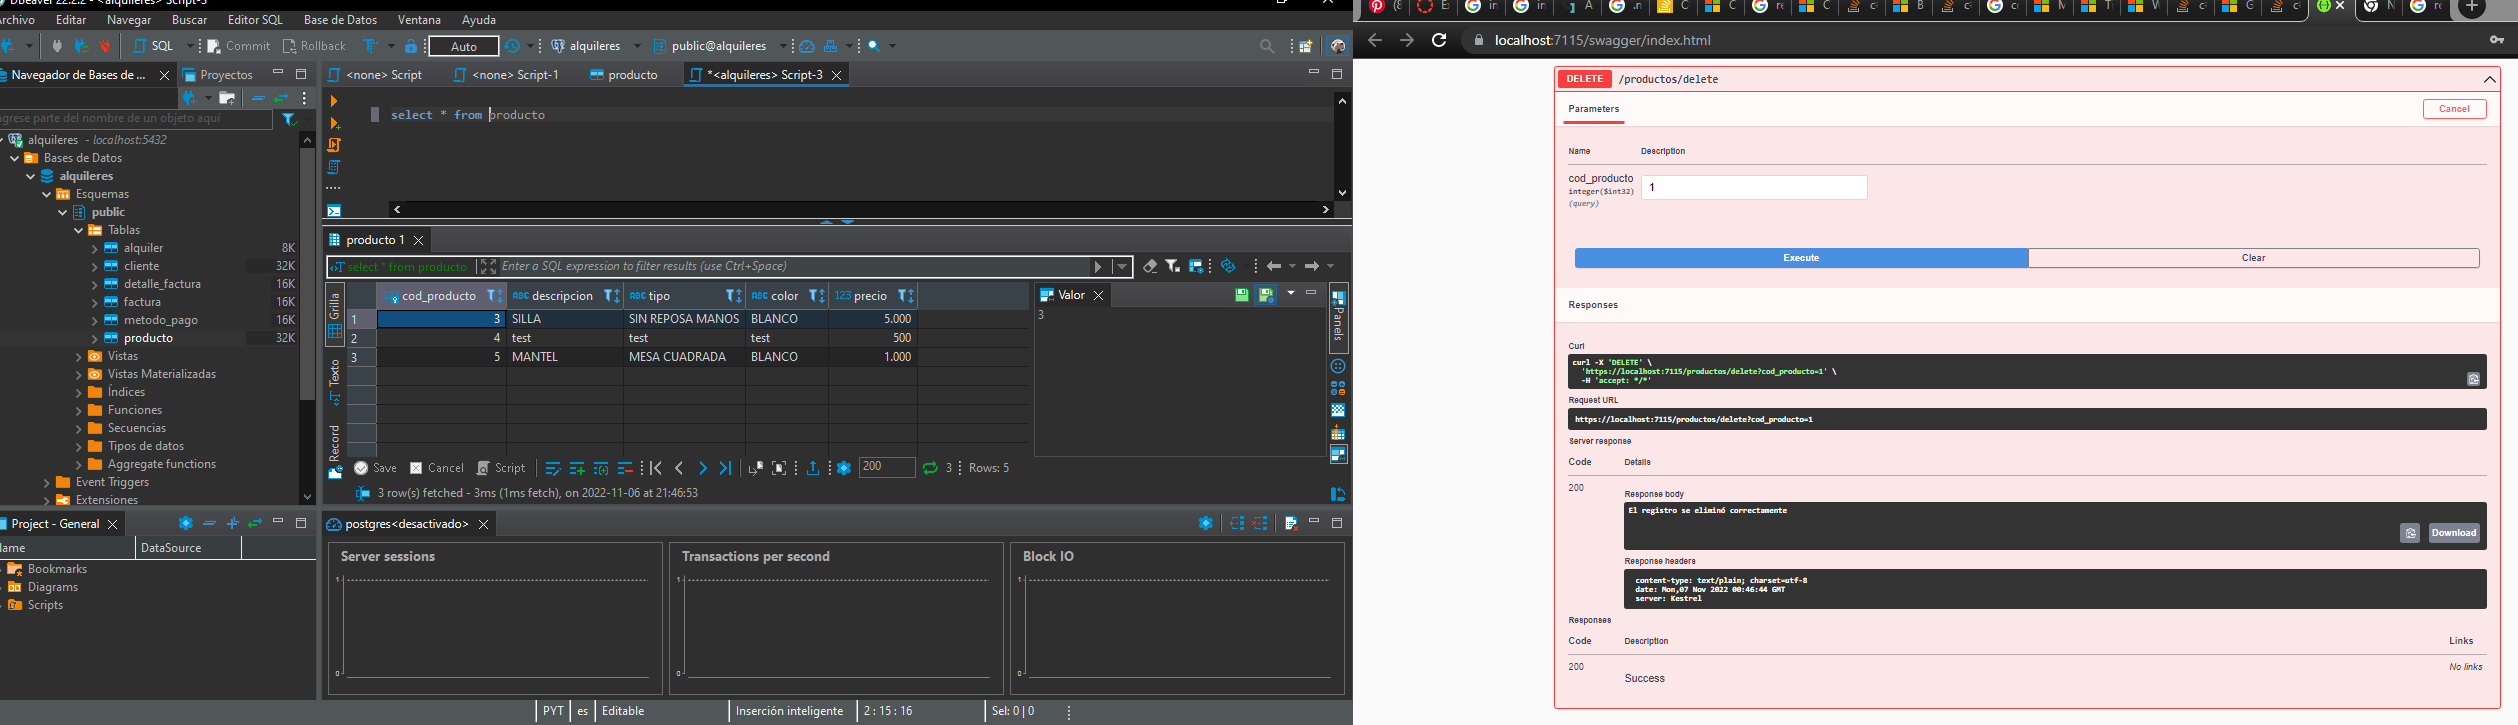 DBeaver 22.2.2 - <alquileres> Script-3
Archivo Editar Navegar Buscar Editor SQL Base de Datos Ventana Ayuda
SQL Commit Rollback Auto alquileres public@alquileres
Navegador de Bases de ... Proyectos
ngrese parte del nombre de un objeto aquí
alquileres - localhost:5432
Bases de Datos
alquileres
Esquemas
public
Tablas
alquiler 8K
cliente 32K
detalle_factura 16K
factura 16K
metodo_pago 16K
producto 32K
Vistas
Vistas Materializadas
Índices
Funciones
Secuencias
Tipos de datos
Aggregate functions
Event Triggers
Extensiones
Project - General
Name DataSource
Bookmarks
Diagrams
Scripts
<none> Script <none> Script-1 producto *<alquileres> Script-3
select * from producto
producto 1
select * from producto Enter a SQL expression to filter results (use Ctrl+Space)
Grilla
Texto
Record
cod_producto ABC descripcion ABC tipo ABC color 123 precio
1 3 SILLA SIN REPOSA MANOS BLANCO 5.000
2 4 test test test 500
3 5 MANTEL MESA CUADRADA BLANCO 1.000
Valor
3
Panels
Save Cancel Script 200 3 Rows: 5
3 row(s) fetched - 3ms (1ms fetch), on 2022-11-06 at 21:46:53
postgres<desactivado>
Server sessions
1
0
Transactions per second
1
0
Block IO
1
0
PYT es Editable Inserción inteligente 2 : 15 : 16 Sel: 0 | 0
localhost:7115/swagger/index.html
DELETE /productos/delete
Parameters Cancel
Name Description
cod_producto
integer($int32)
(query)
1
Execute Clear
Responses
Curl
curl -X 'DELETE' \
'https://localhost:7115/productos/delete?cod_producto=1' \
-H 'accept: */*'
Request URL
https://localhost:7115/productos/delete?cod_producto=1
Server response
Code Details
200
Response body
El registro se eliminó correctamente
Download
Response headers
content-type: text/plain; charset=utf-8
date: Mon,07 Nov 2022 00:46:44 GMT
server: Kestrel
Responses
Code Description Links
200 No links
Success